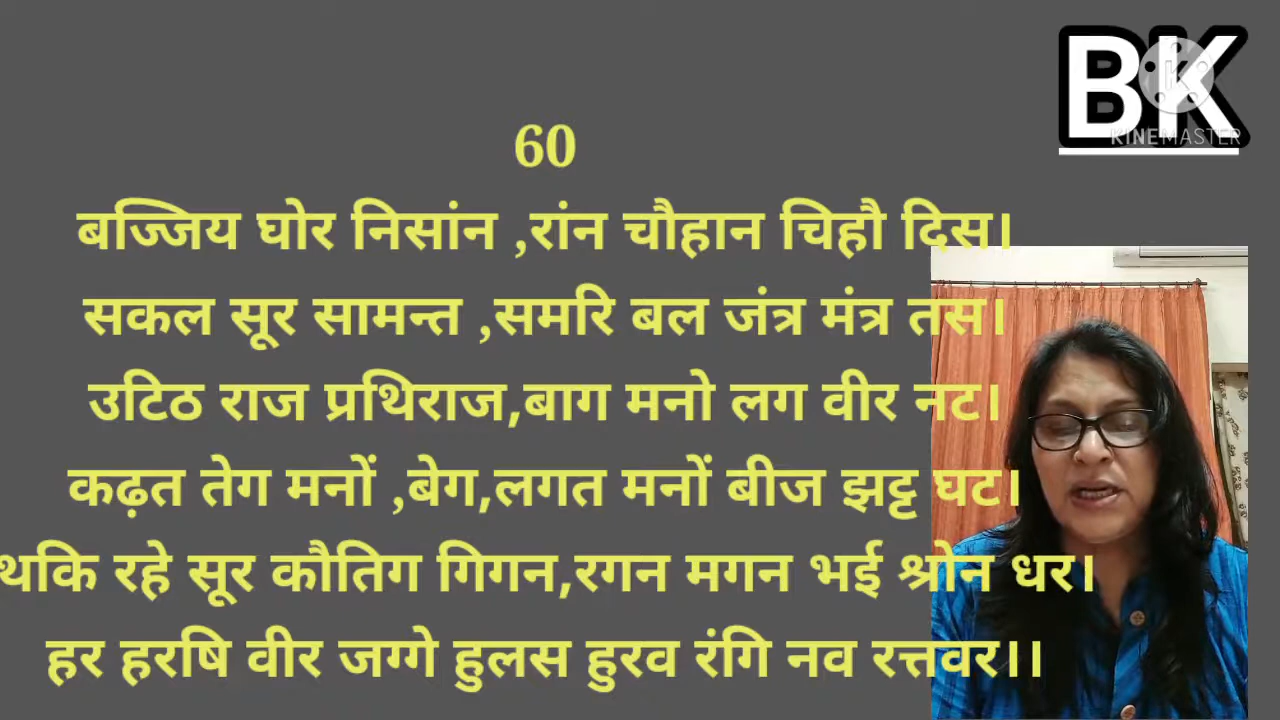 BK
KINEMASTER
60
बज्जिय घोर निसांन ,रांन चौहान चिहौ दिस।
सकल सूर सामन्त ,समरि बल जंत्र मंत्र तस।
उटिठ राज प्रथिराज,बाग मनो लग वीर नट।
कढ़त तेग मनों ,बेग,लगत मनों बीज झट्ट घट।
थकि रहे सूर कौतिग गिगन,रगन मगन भई श्रोन धर।
हर हरषि वीर जग्गे हुलस हुरव रंगि नव रत्तवर।।